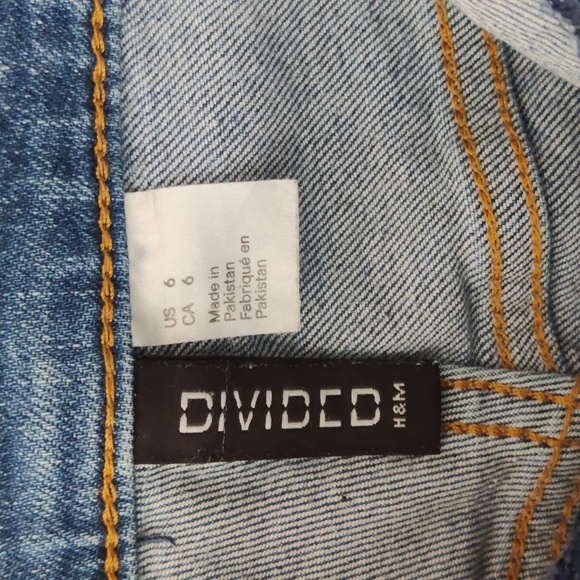 US 6
CA 6
Made in
Pakistan
Fabriqué en
Pakistan
DIVIDED
H&M